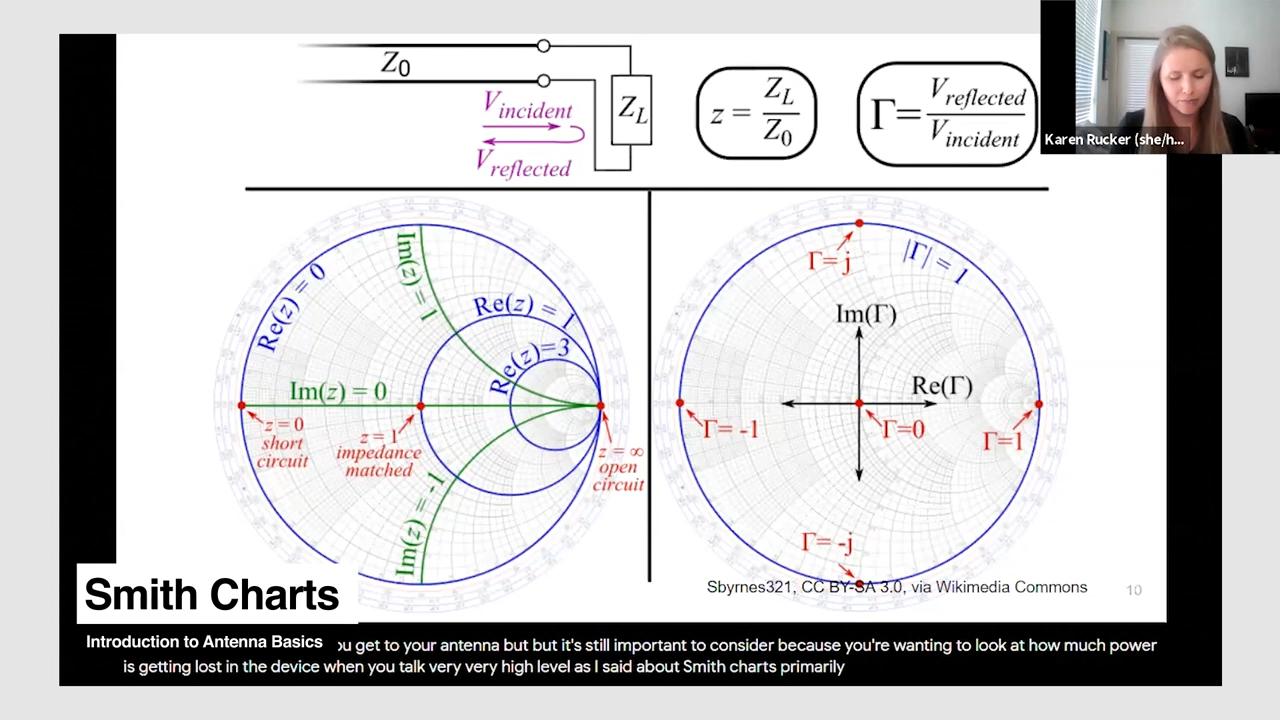 Z0
Vincident
Vreflected
ZL
z = ZL/Z0
Γ= Vreflected/Vincident
Karen Rucker (she/h...
Re(z) = 0
Im(z) = 1
Re(z) = 1
Re(z)=3
Im(z) = 0
z = 0
short
circuit
z = 1
impedance
matched
z = ∞
open
circuit
Im(z) = -1
Γ= j
|Γ| = 1
Im(Γ)
Re(Γ)
Γ= -1
Γ=0
Γ=1
Γ= -j
Sbyrnes321, CC BY-SA 3.0, via Wikimedia Commons
10
Smith Charts
Introduction to Antenna Basics
you get to your antenna but but it's still important to consider because you're wanting to look at how much power
is getting lost in the device when you talk very very high level as I said about Smith charts primarily